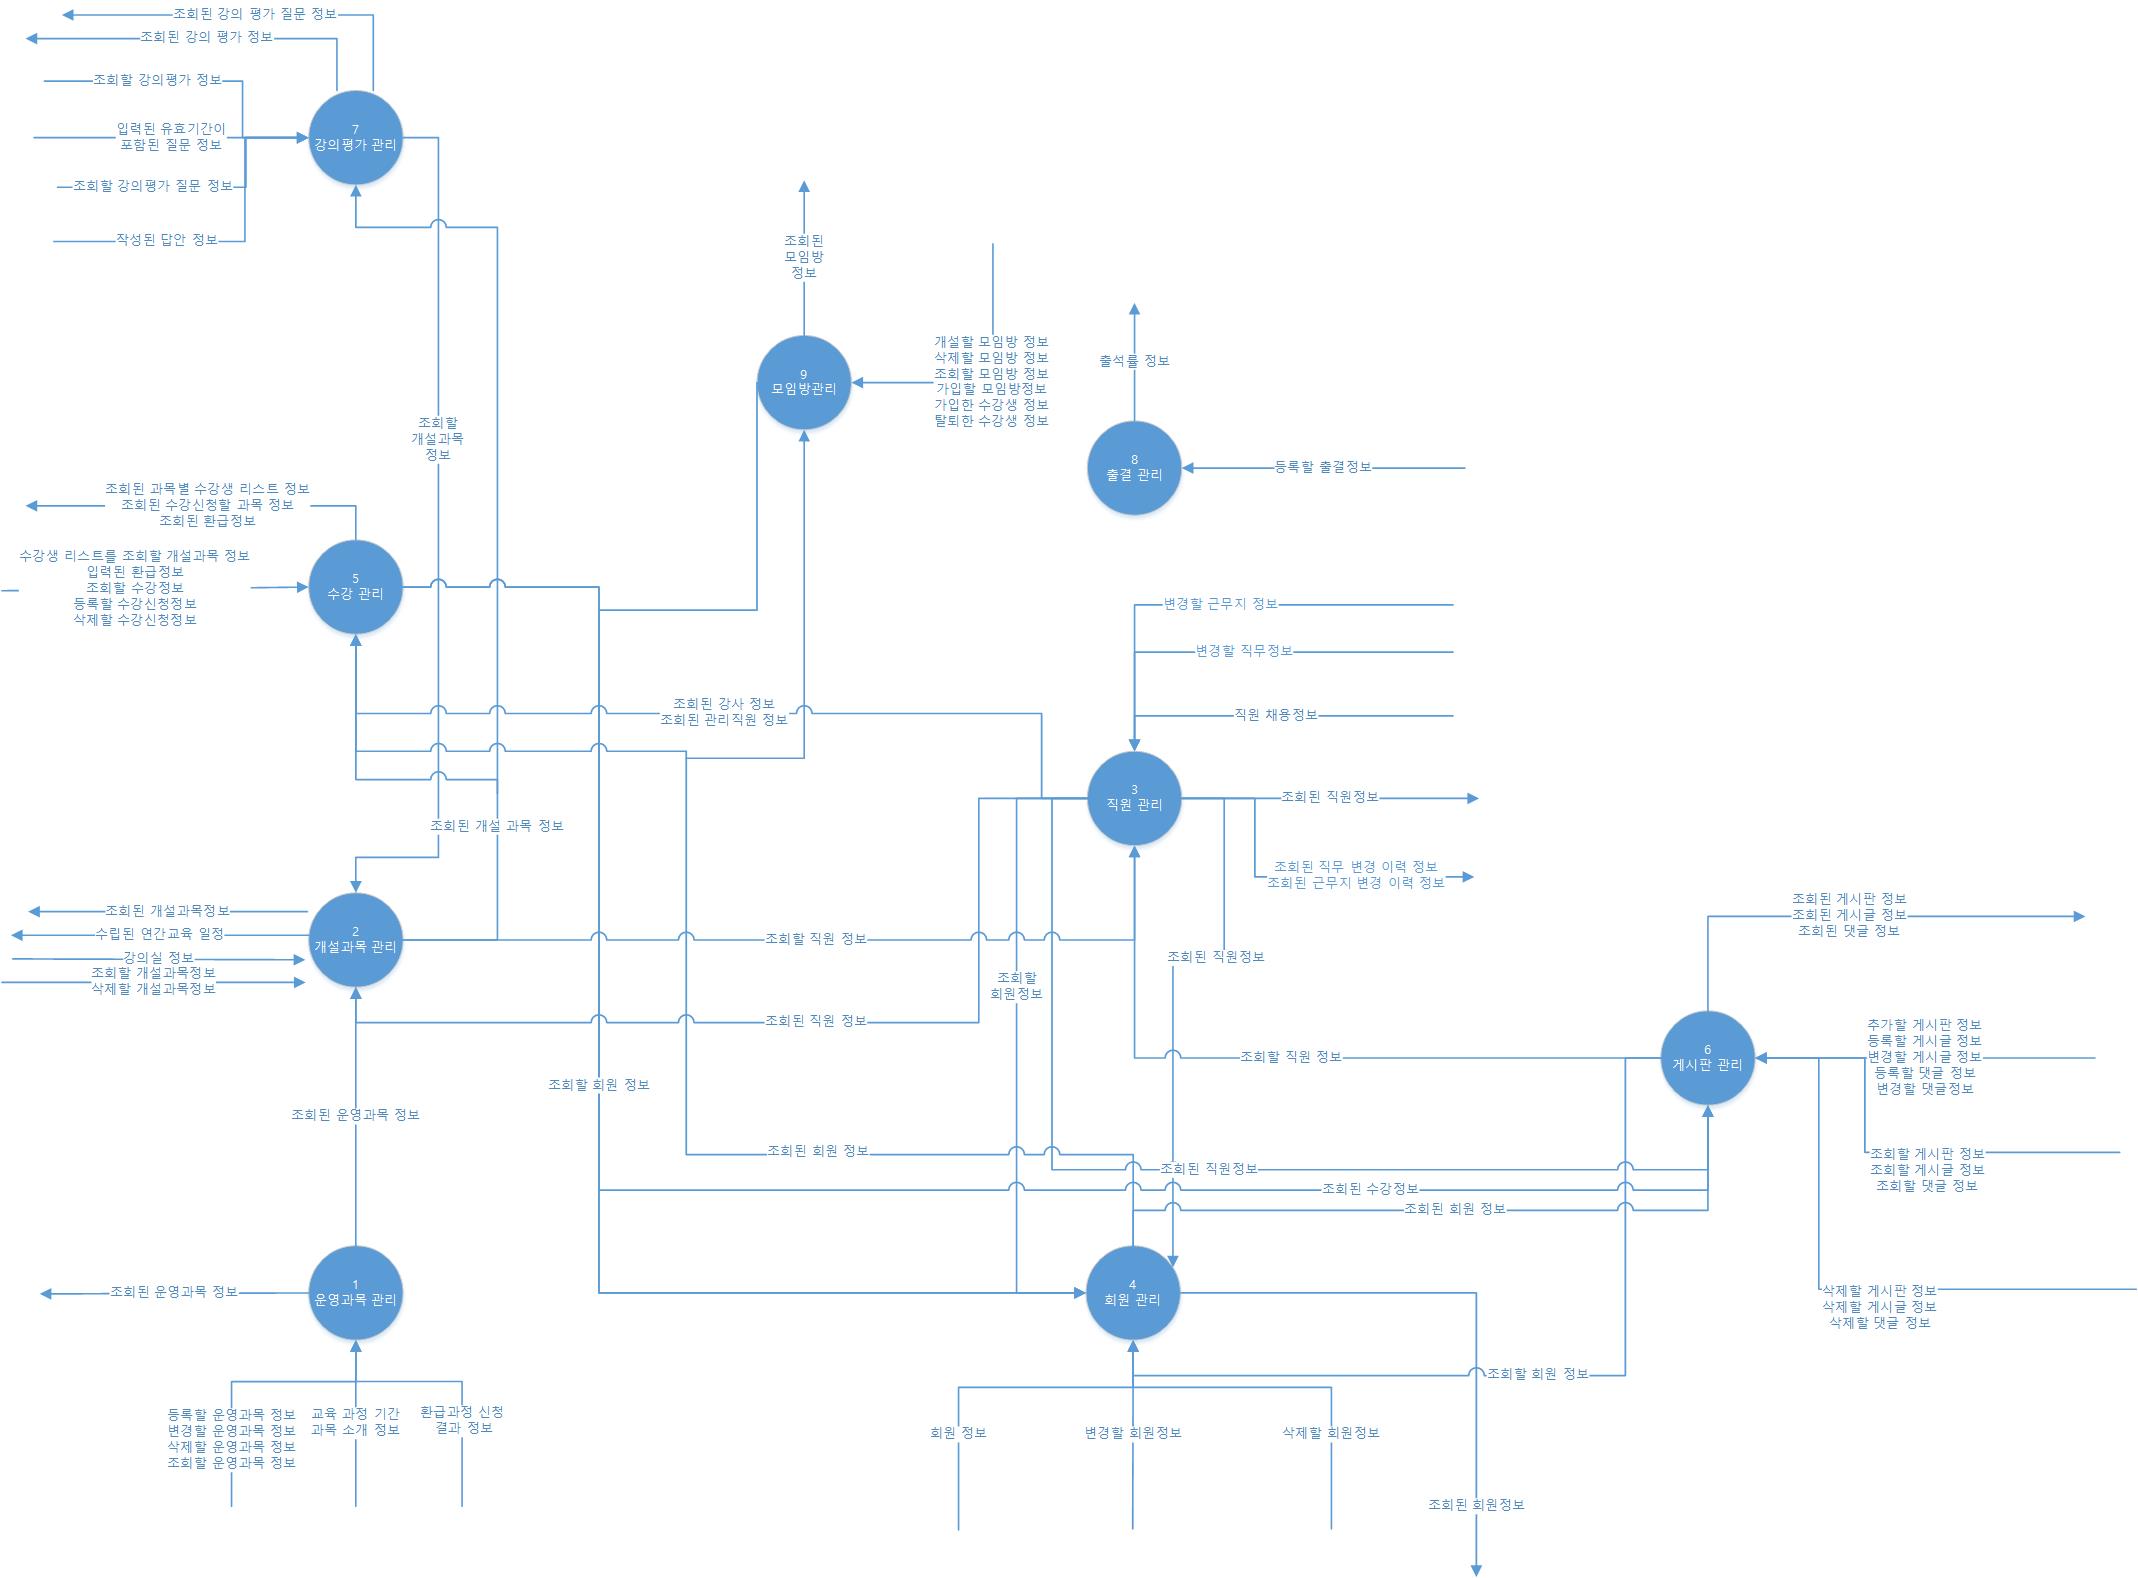 조회된 강의 평가 질문 정보
조회된 강의 평가 정보
조회할 강의평가 정보
입력된 유효기간이
포함된 질문 정보
조회할 강의평가 질문 정보
작성된 답안 정보
7
강의평가 관리
조회된
모임방
정보
9
모임방관리
개설할 모임방 정보
삭제할 모임방 정보
조회할 모임방 정보
가입할 모임방정보
가입한 수강생 정보
탈퇴한 수강생 정보
출석률 정보
8
출결 관리
등록할 출결정보
조회할
개설과목
정보
조회된 과목별 수강생 리스트 정보
조회된 수강신청할 과목 정보
조회된 환급정보
수강생 리스트를 조회할 개설과목 정보
입력된 환급정보
조회할 수강정보
등록할 수강신청정보
삭제할 수강신청정보
5
수강 관리
변경할 근무지 정보
변경할 직무정보
직원 채용정보
조회된 강사 정보
조회된 관리직원 정보
3
직원 관리
조회된 직원정보
조회된 직무 변경 이력 정보
조회된 근무지 변경 이력 정보
조회된 개설 과목 정보
조회된 개설과목정보
수립된 연간교육 일정
강의실 정보
조회할 개설과목정보
삭제할 개설과목정보
2
개설과목 관리
조회할 직원 정보
조회된 직원정보
조회할
회원정보
조회된 직원 정보
조회된 게시판 정보
조회된 게시글 정보
조회된 댓글 정보
조회할 직원 정보
6
게시판 관리
추가할 게시판 정보
등록할 게시글 정보
변경할 게시글 정보
등록할 댓글 정보
변경할 댓글정보
조회할 게시판 정보
조회할 게시글 정보
조회할 댓글 정보
삭제할 게시판 정보
삭제할 게시글 정보
삭제할 댓글 정보
조회할 회원 정보
조회된 운영과목 정보
조회된 회원 정보
조회된 직원정보
조회된 수강정보
조회된 회원 정보
조회된 운영과목 정보
1
운영과목 관리
4
회원 관리
조회할 회원 정보
등록할 운영과목 정보
변경할 운영과목 정보
삭제할 운영과목 정보
조회할 운영과목 정보
교육 과정 기간
과목 소개 정보
환급과정 신청
결과 정보
회원 정보
변경할 회원정보
삭제할 회원정보
조회된 회원정보